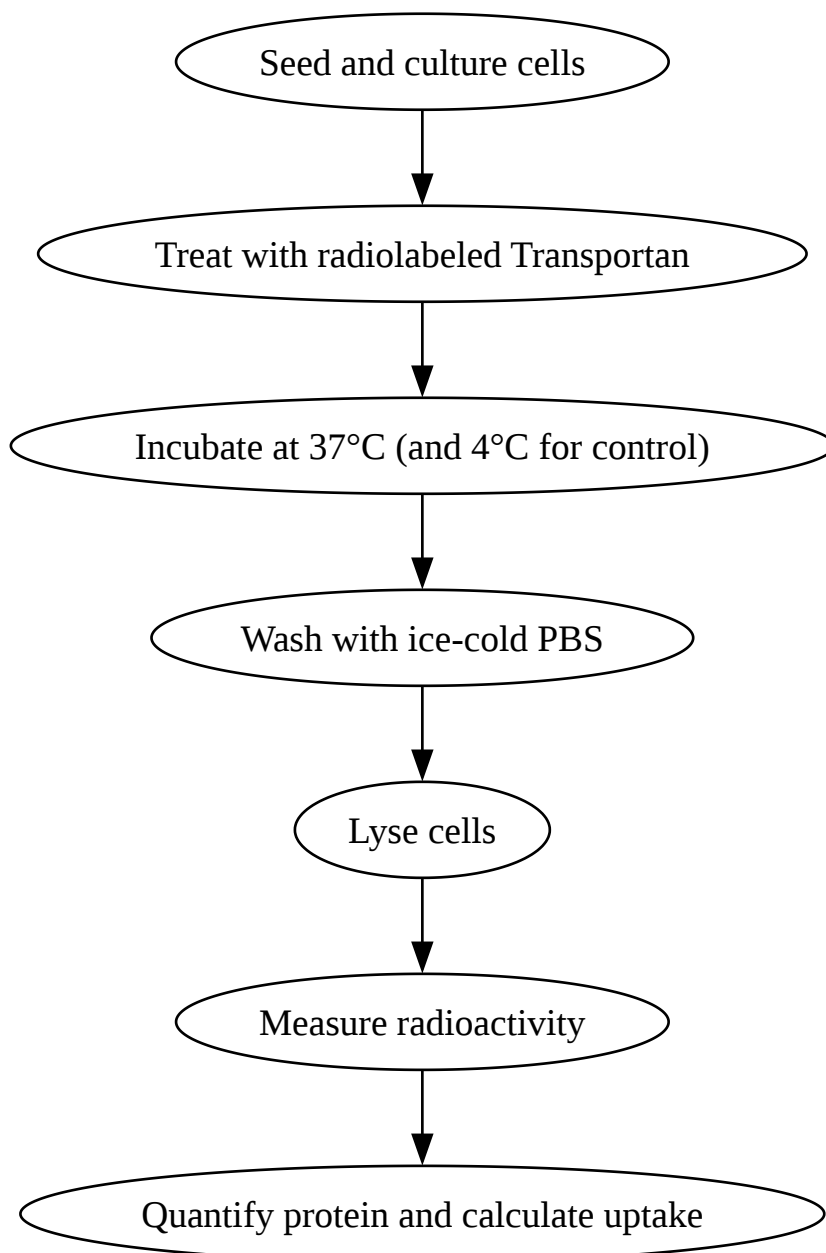 Seed and culture cells
Treat with radiolabeled Transportan
Incubate at 37°C (and 4°C for control)
Wash with ice-cold PBS
Lyse cells
Measure radioactivity
Quantify protein and calculate uptake